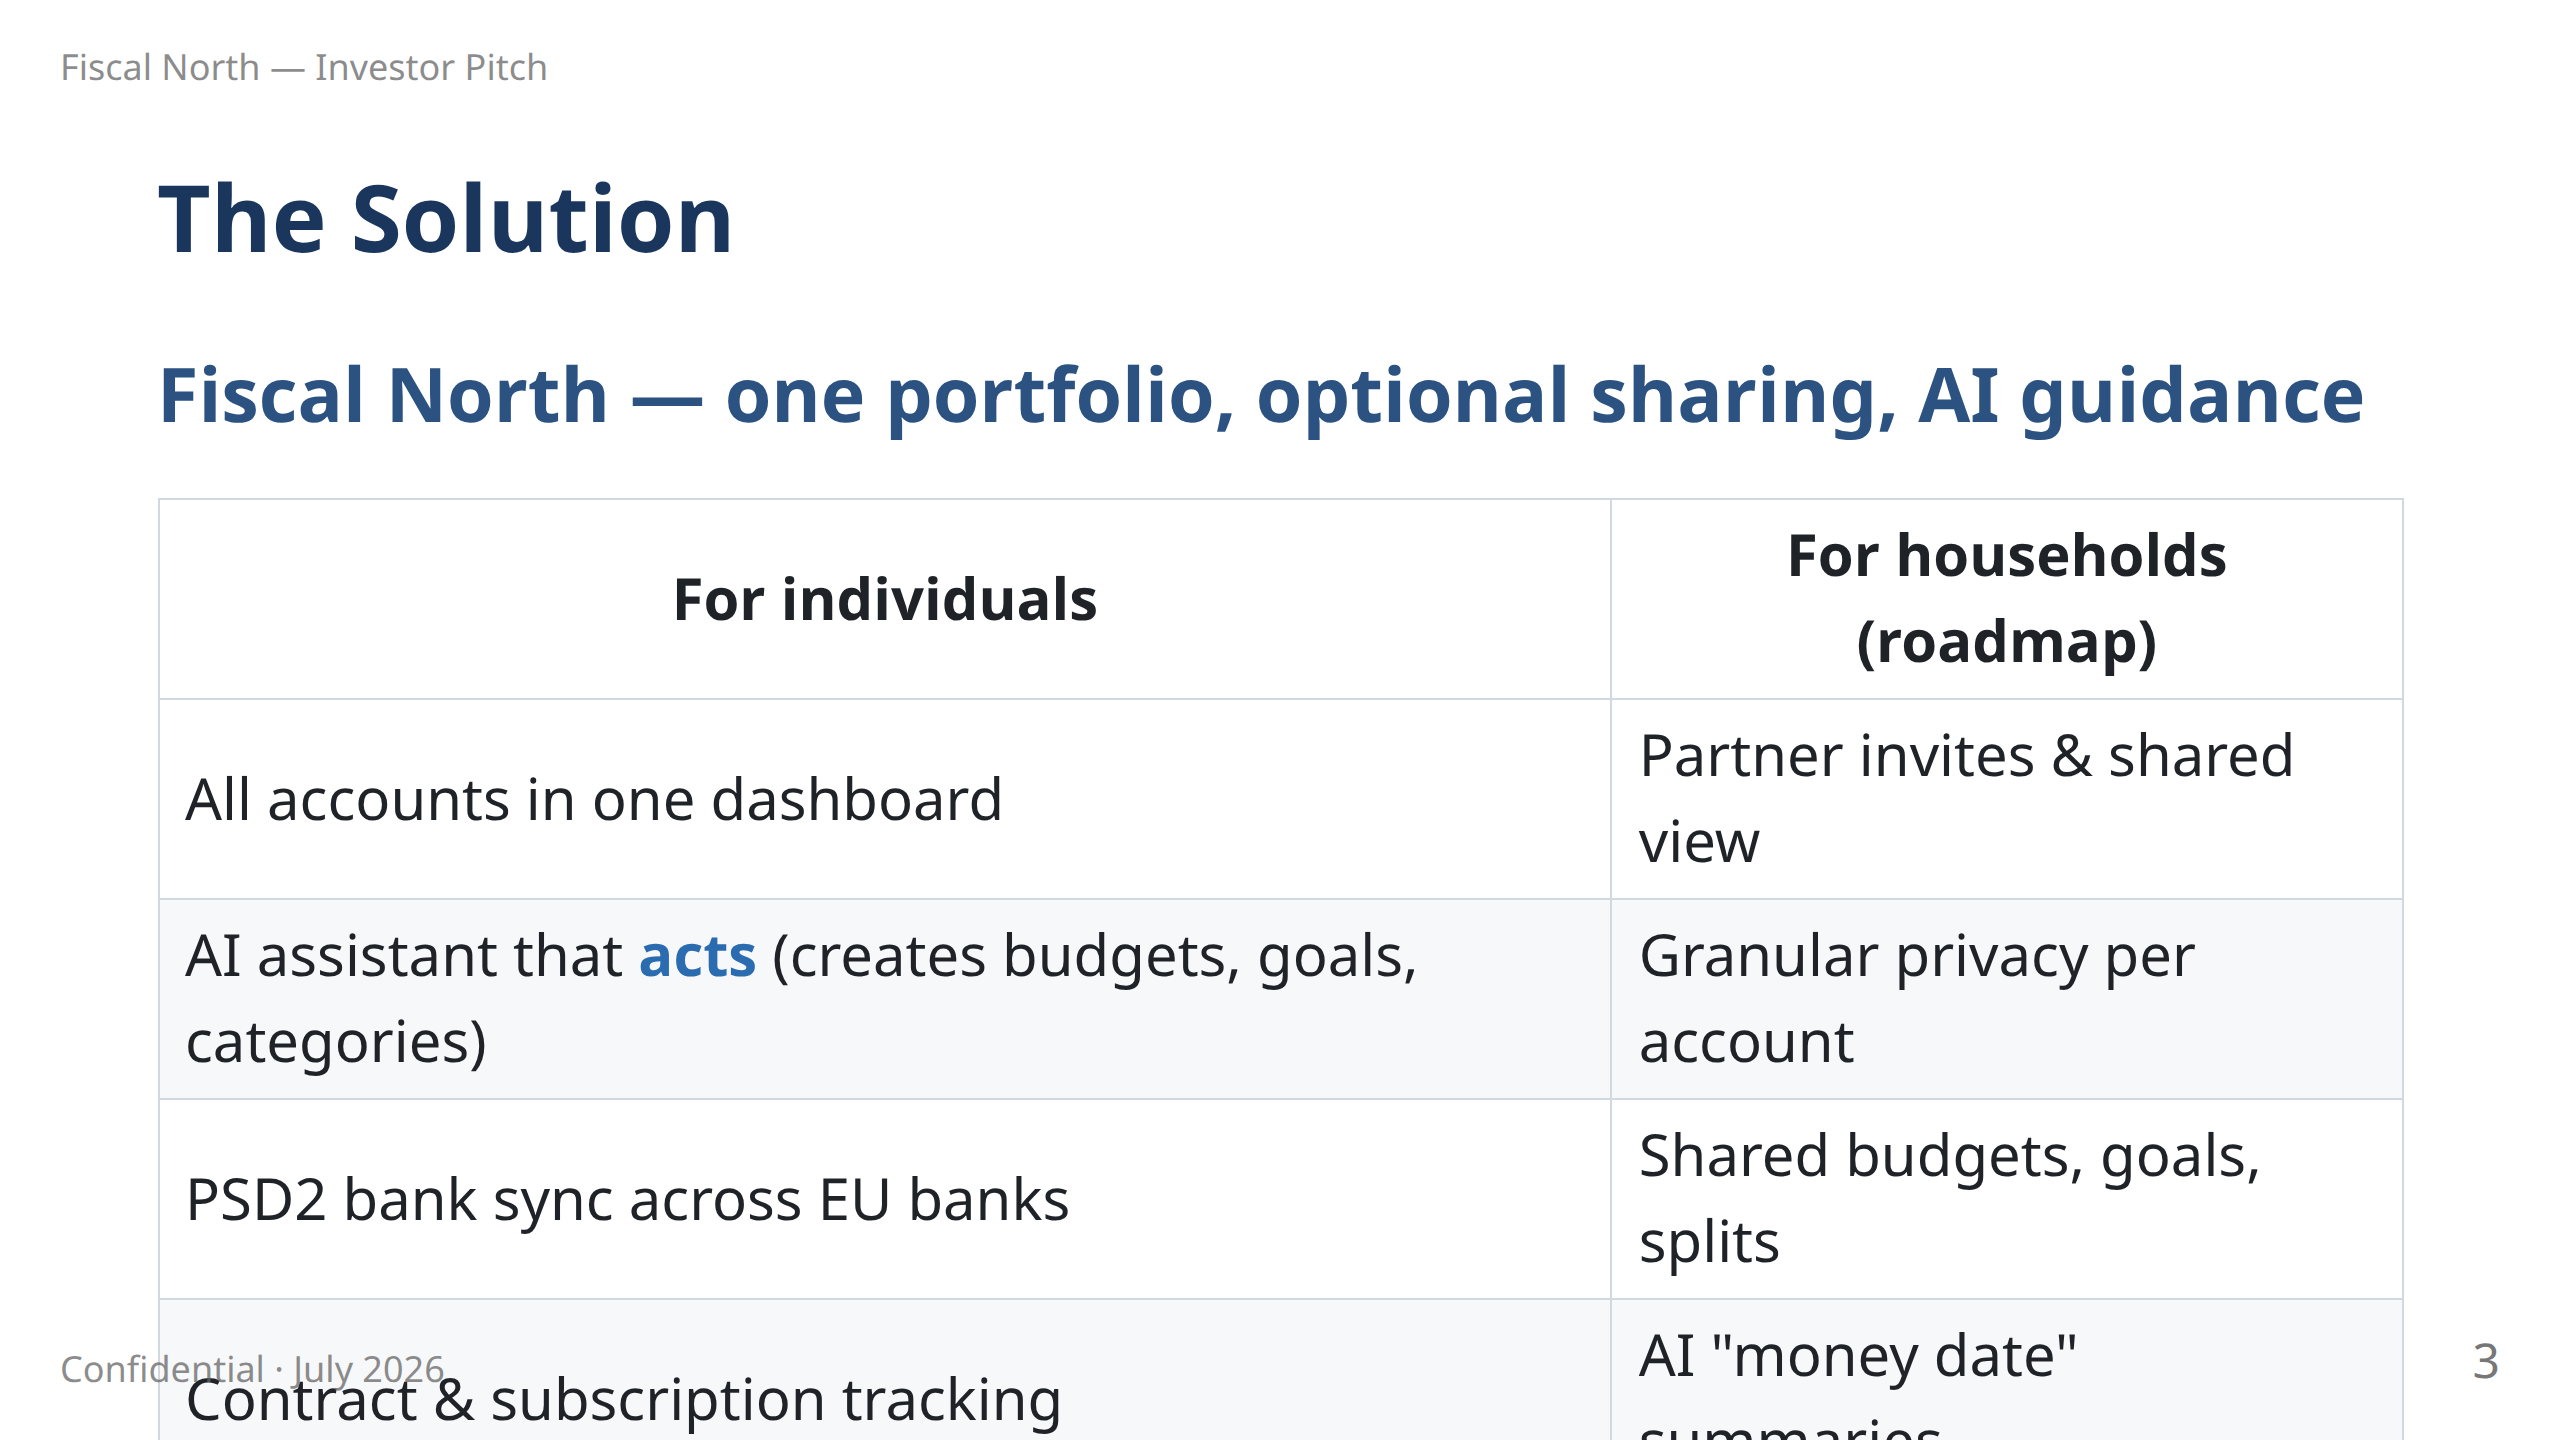 Fiscal North — Investor Pitch
The Solution
Fiscal North — one portfolio, optional sharing, AI guidance
For individuals
For households
(roadmap)
All accounts in one dashboard
Partner invites & shared
view
AI assistant that acts (creates budgets, goals,
categories)
Granular privacy per
account
PSD2 bank sync across EU banks
Shared budgets, goals,
splits
Contract & subscription tracking
AI "money date"
summaries
Confidential · July 2026
3